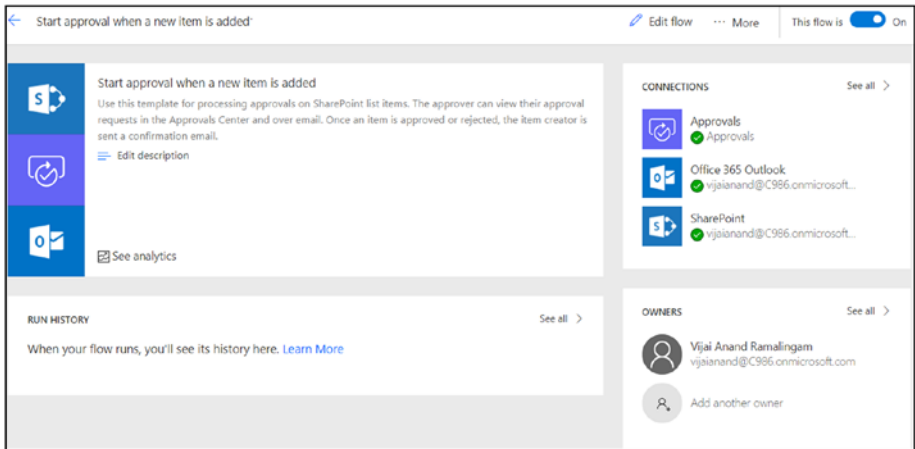 Start approval when a new item is added
Edit flow
··· More
This flow is
On
Start approval when a new item is added
Use this template for processing approvals on SharePoint list items. The approver can view their approval
requests in the Approvals Center and over email. Once an item is approved or rejected, the item creator is
sent a confirmation email.
Edit description
See analytics
RUN HISTORY
See all >
When your flow runs, you'll see its history here. Learn More
CONNECTIONS
See all >
Approvals
Approvals
Office 365 Outlook
vijaianand@C986.onmicrosoft...
SharePoint
vijaianand@C986.onmicrosoft...
OWNERS
See all >
Vijai Anand Ramalingam
vijaianand@C986.onmicrosoft.com
Add another owner